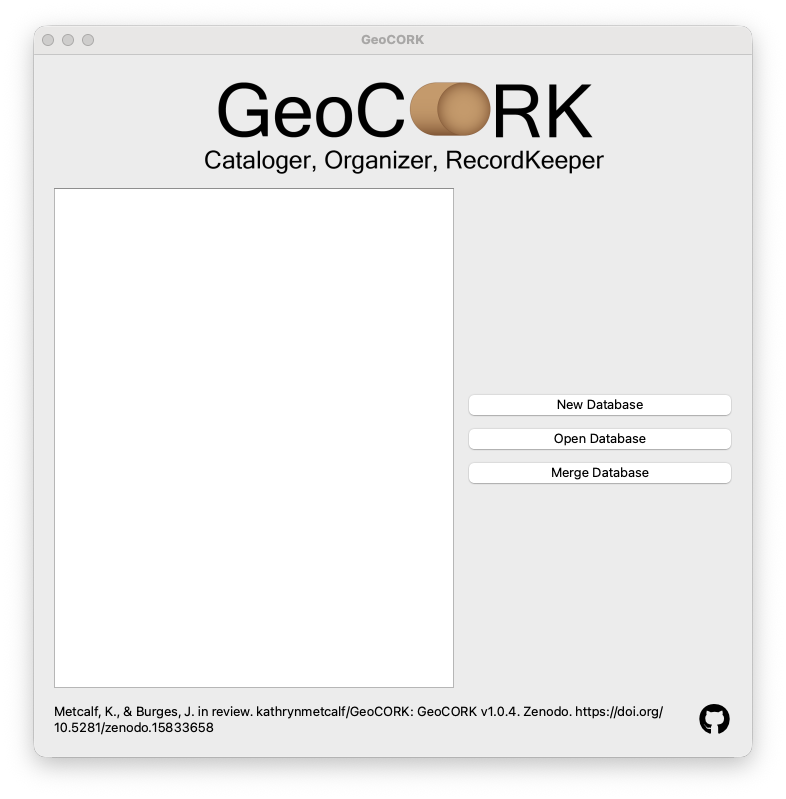 GeoCORK
GeoCORK
Cataloger, Organizer, RecordKeeper
New Database
Open Database
Merge Database
Metcalf, K., & Burges, J. in review. kathrynmetcalf/GeoCORK: GeoCORK v1.0.4. Zenodo. https://doi.org/
10.5281/zenodo.15833658